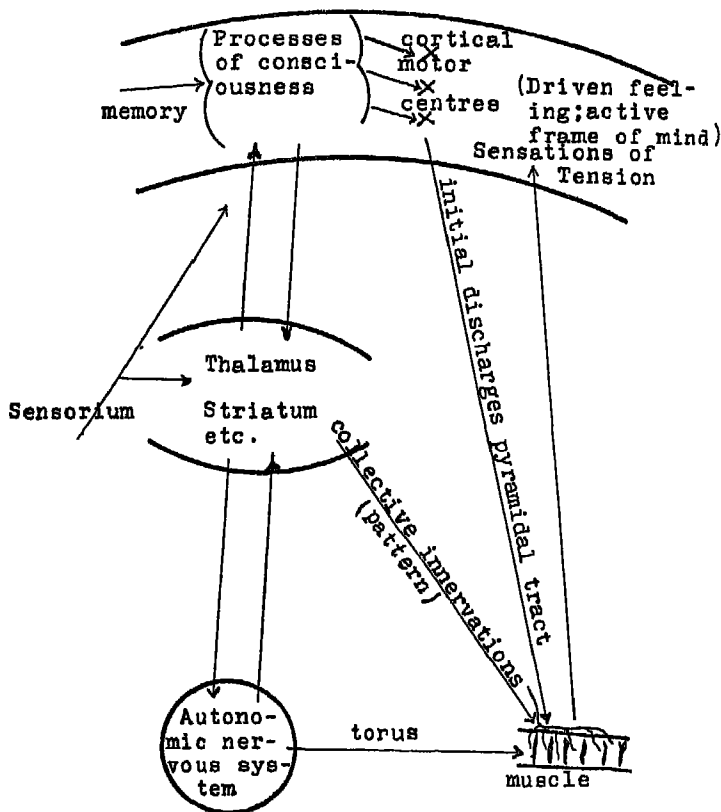 Processes
of consci-
ousness
memory
cortical
motor
centres
(Driven feel-
ing;active
frame of mind)
Sensations of
Tension
initial discharges pyramidal tract
Thalamus
Striatum
etc.
Sensorium
collective innervations
(pattern)
Autono-
mic ner-
vous sys-
tem
torus
muscle